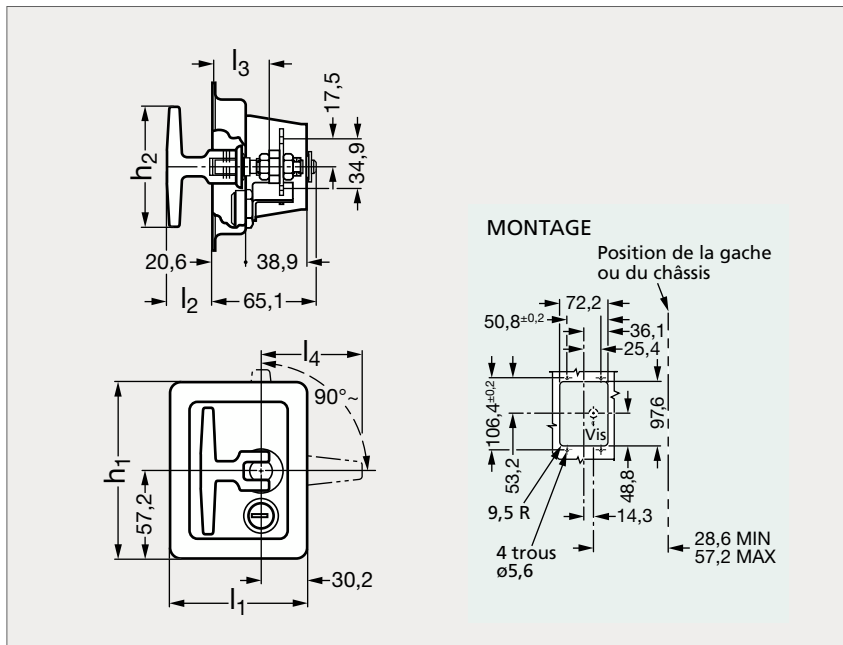 l3
17,5
h2
34,9
20,6
38,9
l2
65,1
l4
90°~
h1
57,2
30,2
l1
MONTAGE
Position de la gache
ou du châssis
72,2
50,8±0,2
36,1
25,4
106,4±0,2
53,2
Vis
97,6
48,8
9,5 R
14,3
4 trous
ø5,6
28,6 MIN
57,2 MAX